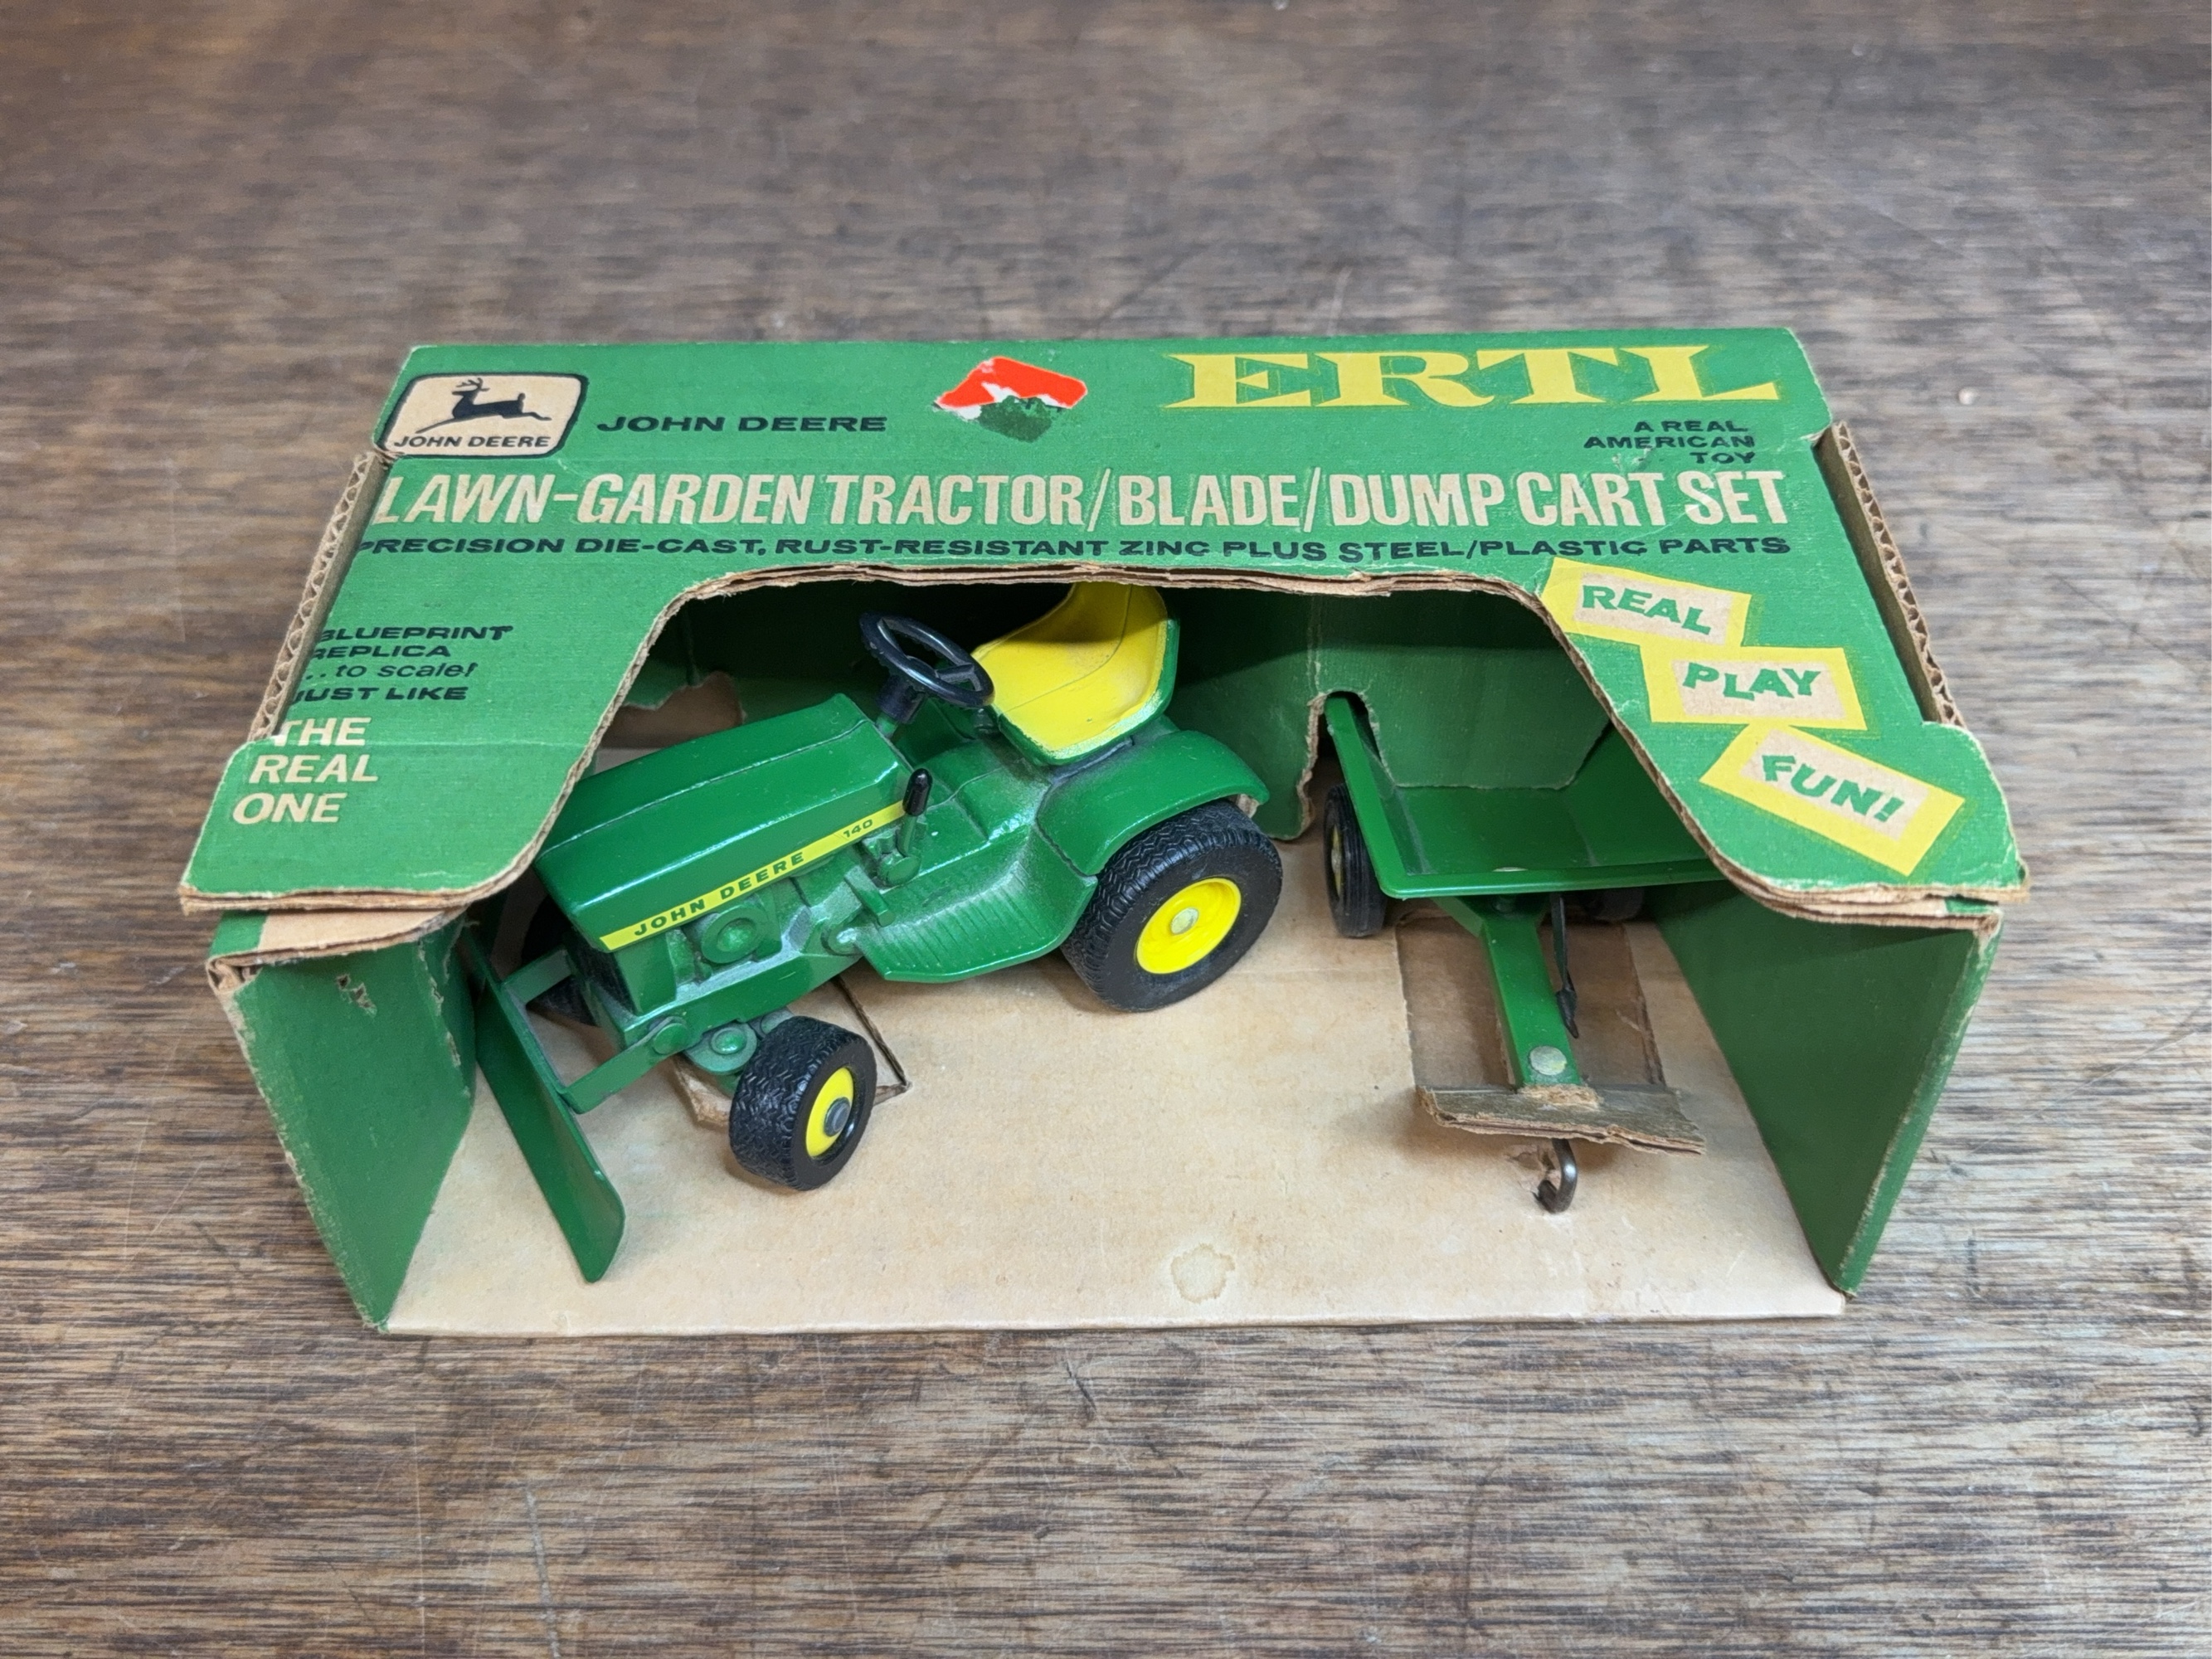 JOHN DEERE
JOHN DEERE
ERTL
A REAL
AMERICAN
TOY
LAWN-GARDEN TRACTOR/BLADE/DUMP CART SET
PRECISION DIE-CAST, RUST-RESISTANT ZINC PLUS STEEL/PLASTIC PARTS
BLUEPRINT
REPLICA
...to scale!
JUST LIKE
THE
REAL
ONE
REAL
PLAY
FUN!
JOHN DEERE 140